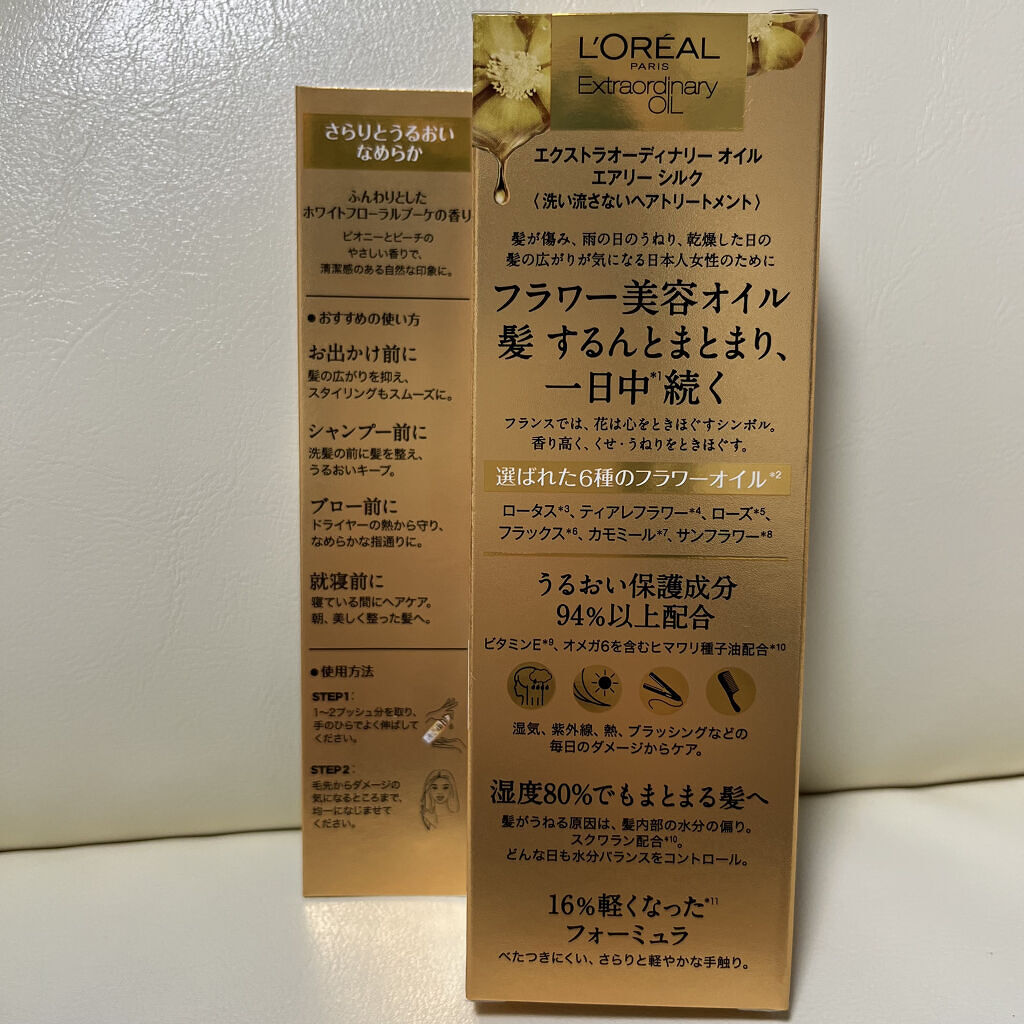 さらりとうるおい
なめらか
ふんわりとした
ホワイトフローラルブーケの香り
ピオニーとピーチの
やさしい香りで、
清潔感のある自然な印象に。
●おすすめの使い方
お出かけ前に
髪の広がりを抑え、
スタイリングもスムーズに。
シャンプー前に
洗髪の前に髪を整え、
うるおいキープ。
ブロー前に
ドライヤーの熱から守り、
なめらかな指通りに。
就寝前に
寝ている間にヘアケア。
朝、美しく整った髪へ。
●使用方法
STEP1:
1〜2プッシュ分を取り、
手のひらでよく伸ばして
ください。
STEP2:
毛先からダメージの
気になるところまで、
均一になじませて
ください。
L'ORÉAL
PARIS
Extraordinary
OIL
エクストラオーディナリー オイル
エアリー シルク
〈洗い流さないヘアトリートメント〉
髪が傷み、雨の日のうねり、乾燥した日の
髪の広がりが気になる日本人女性のために
フラワー美容オイル
髪 するんとまとまり、
一日中*1続く
フランスでは、花は心をときほぐすシンボル。
香り高く、くせ・うねりをときほぐす。
選ばれた6種のフラワーオイル*2
ロータス*3、ティアレフラワー*4、ローズ*5、
フラックス*6、カモミール*7、サンフラワー*8
うるおい保護成分
94%以上配合
ビタミンE*9、オメガ6を含むヒマワリ種子油配合*10
湿気、紫外線、熱、ブラッシングなどの
毎日のダメージからケア。
湿度80%でもまとまる髪へ
髪がうねる原因は、髪内部の水分の偏り。
スクワラン配合*10。
どんな日も水分バランスをコントロール。
16%軽くなった*11
フォーミュラ
べたつきにくい、さらりと軽やかな手触り。